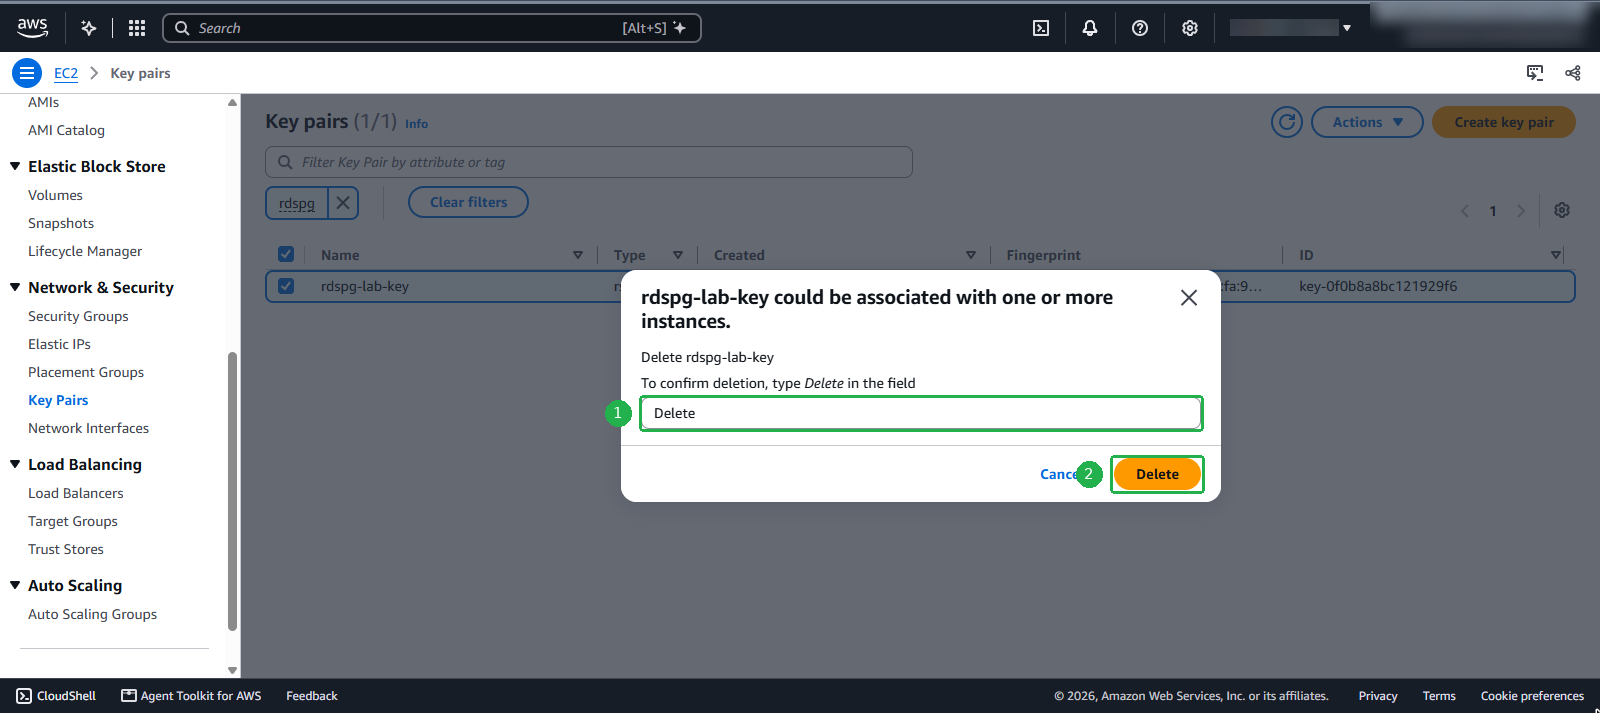 aws
Search [Alt+S]
EC2 Key pairs
AMIs
AMI Catalog
Elastic Block Store
Volumes
Snapshots
Lifecycle Manager
Network & Security
Security Groups
Elastic IPs
Placement Groups
Key Pairs
Network Interfaces
Load Balancing
Load Balancers
Target Groups
Trust Stores
Auto Scaling
Auto Scaling Groups
Key pairs (1/1) Info
Actions
Create key pair
Filter Key Pair by attribute or tag
rdspg
Clear filters
1
Name Type Created Fingerprint ID
rdspg-lab-key :fa:9... key-0f0b8a8bc121929f6
rdspg-lab-key could be associated with one or more
instances.
Delete rdspg-lab-key
To confirm deletion, type Delete in the field
1 Delete
2 Delete
CloudShell Agent Toolkit for AWS Feedback © 2026, Amazon Web Services, Inc. or its affiliates. Privacy Terms Cookie preferences